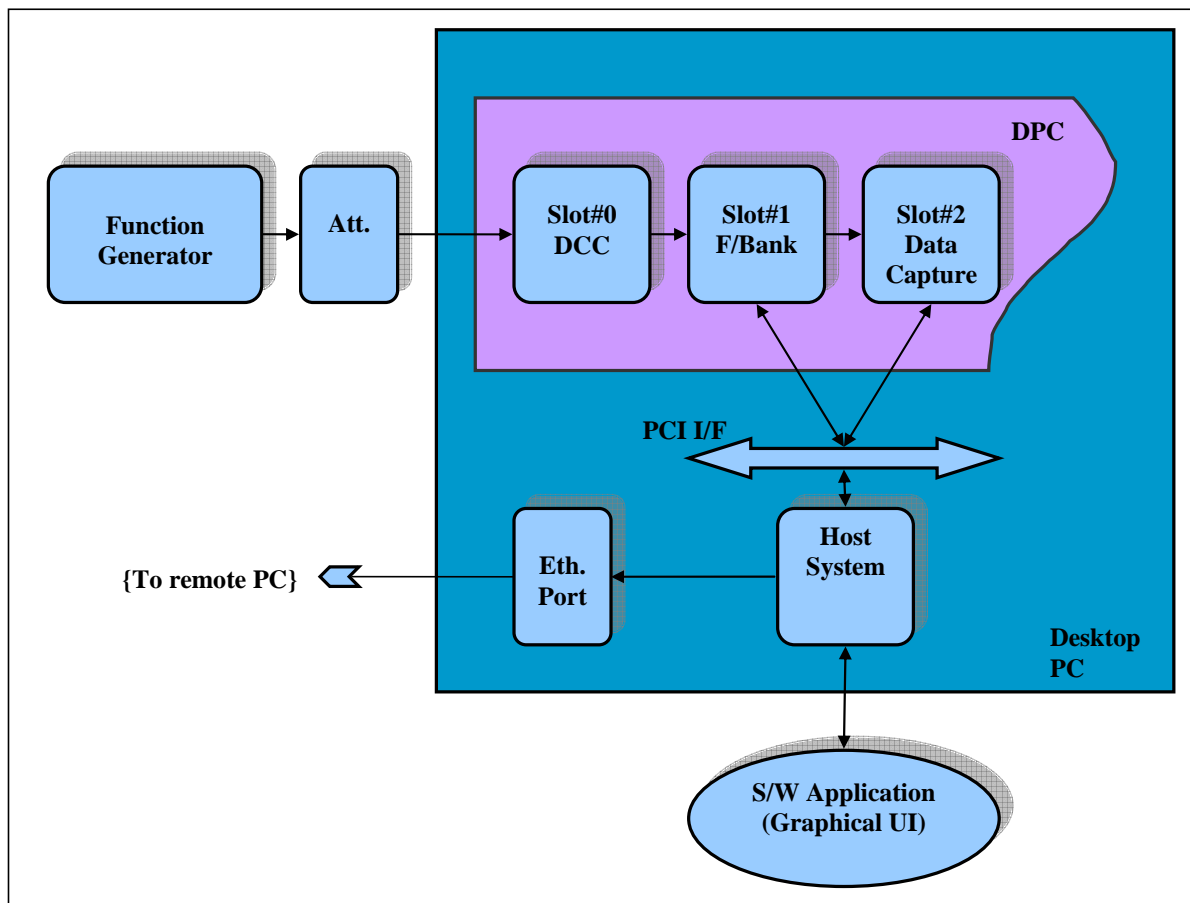 DPC
Function
Generator
Att.
Slot#0
DCC
Slot#1
F/Bank
Slot#2
Data
Capture
PCI I/F
Host
System
Eth.
Port
{To remote PC}
Desktop
PC
S/W Application
(Graphical UI)